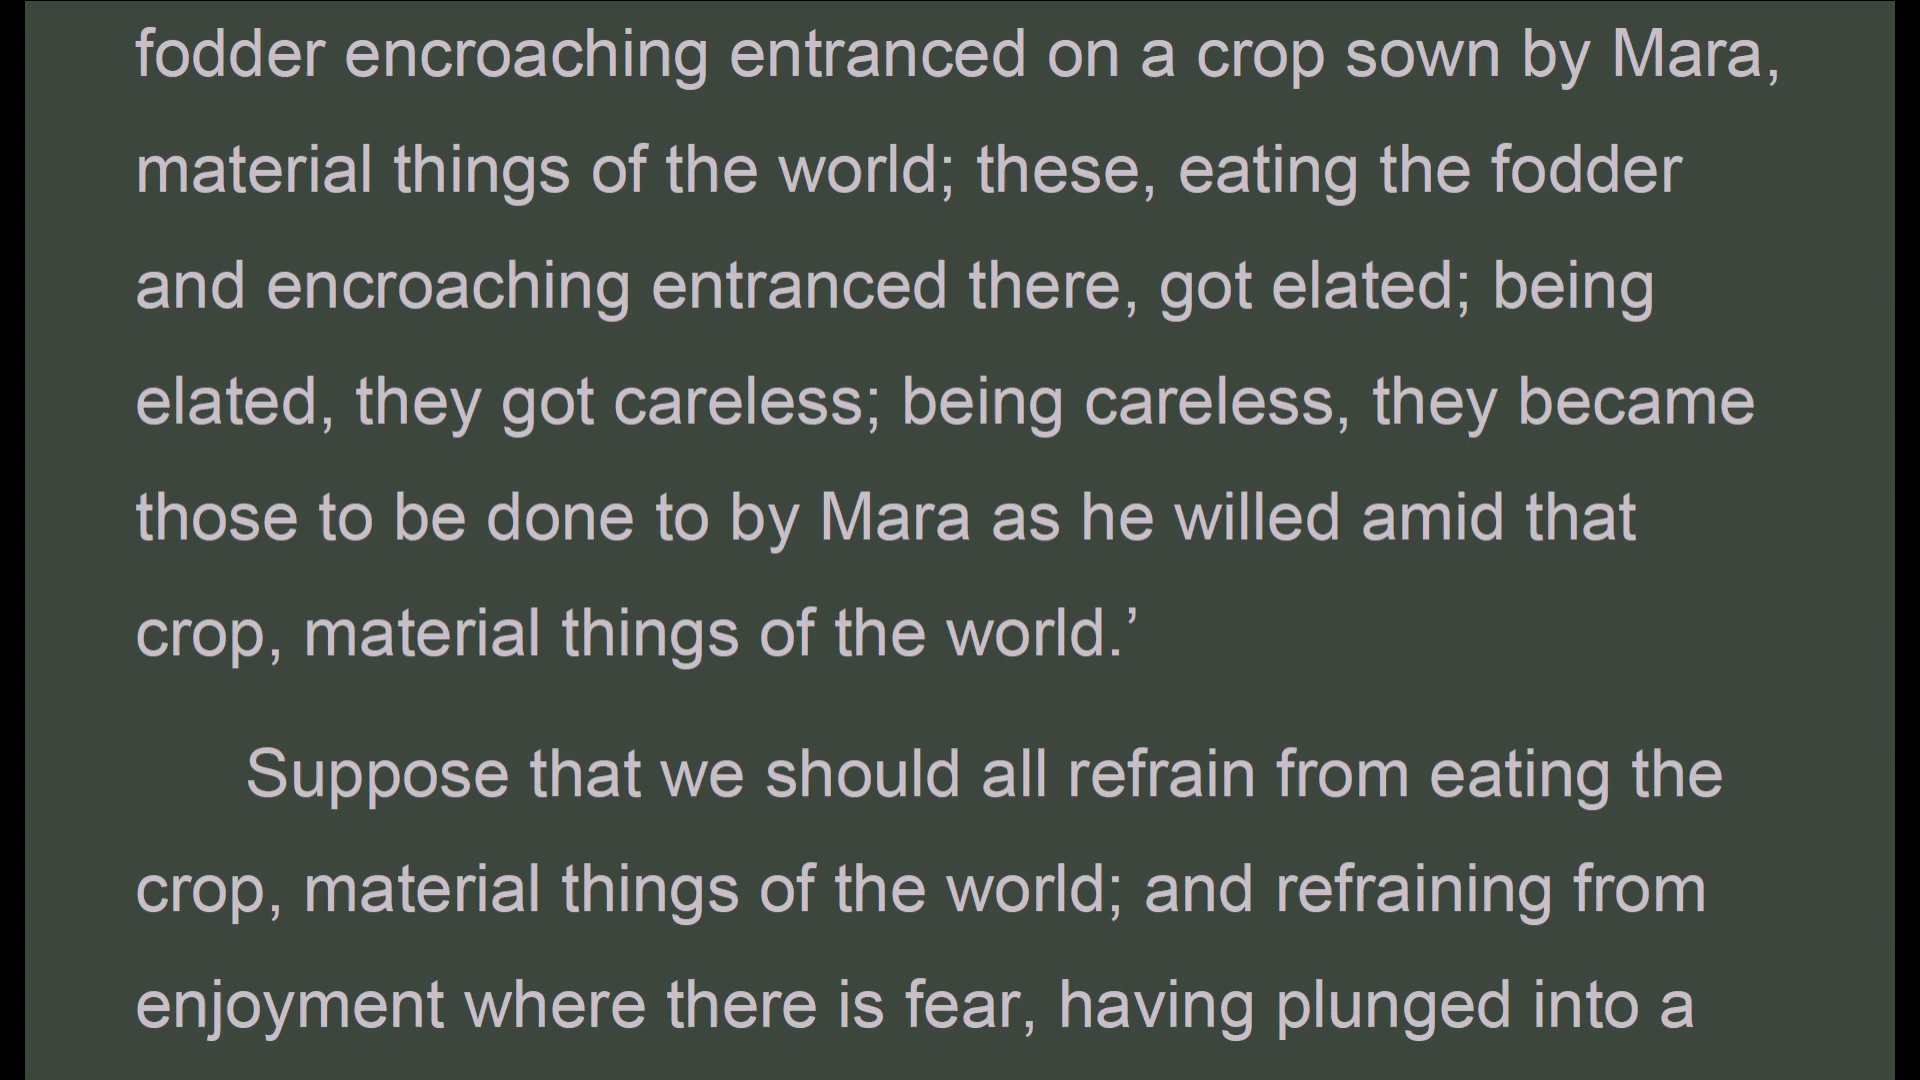 fodder encroaching entranced on a crop sown by Mara,
material things of the world; these, eating the fodder
and encroaching entranced there, got elated; being
elated, they got careless; being careless, they became
those to be done to by Mara as he willed amid that
crop, material things of the world.’
Suppose that we should all refrain from eating the
crop, material things of the world; and refraining from
enjoyment where there is fear, having plunged into a